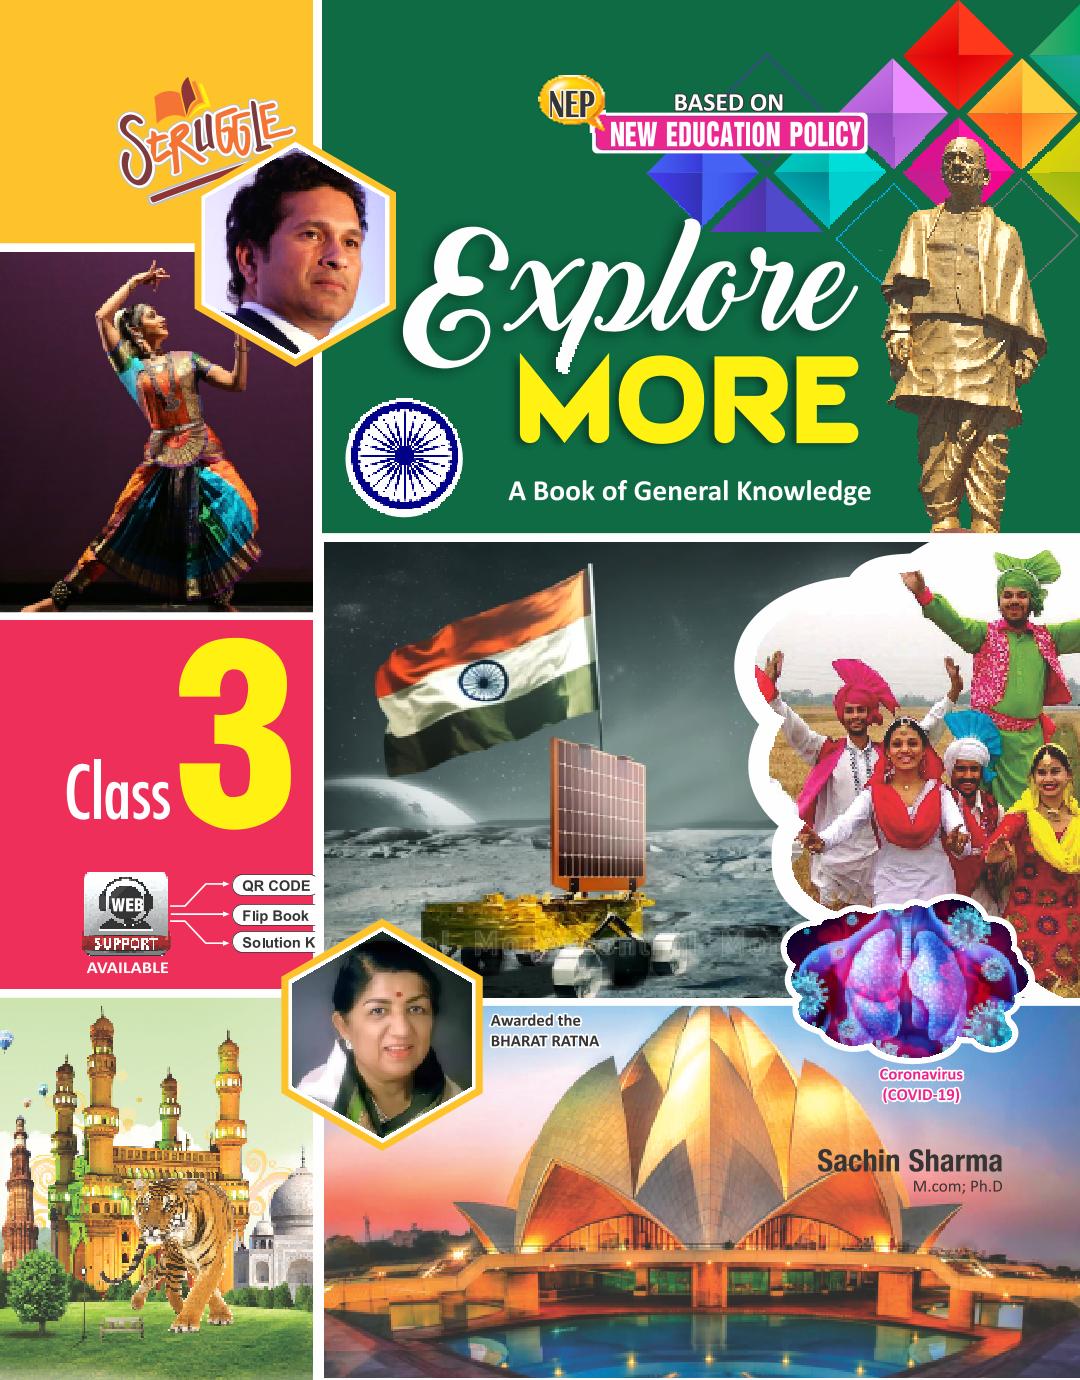 STRUGGLE
NEP
BASED ON
NEW EDUCATION POLICY
Explore
MORE
A Book of General Knowledge
Class 3
WEB
SUPPORT
AVAILABLE
QR CODE
Flip Book
Solution K
Awarded the
BHARAT RATNA
Coronavirus
(COVID-19)
Sachin Sharma
M.com; Ph.D